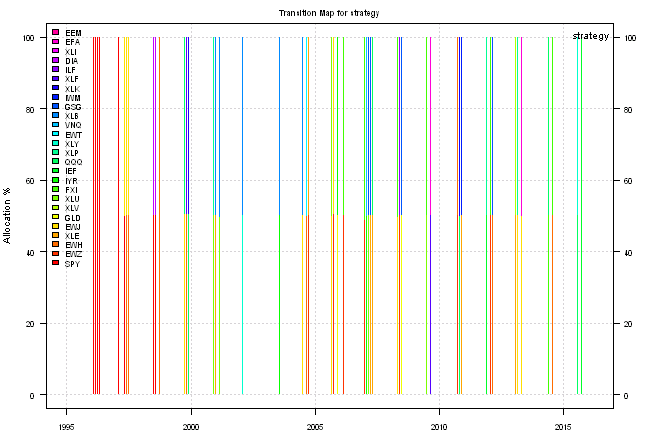 Transition Map for strategy
strategy
Allocation %
100
80
60
40
20
0
EEM
EFA
XLI
DIA
ILF
XLF
XLK
IWM
GSG
XLB
VNQ
EWT
XLY
XLP
QQQ
IEF
IYR
FXI
XLU
XLV
GLD
EWJ
XLE
EWH
EWZ
SPY
100
80
60
40
20
0
1995
2000
2005
2010
2015